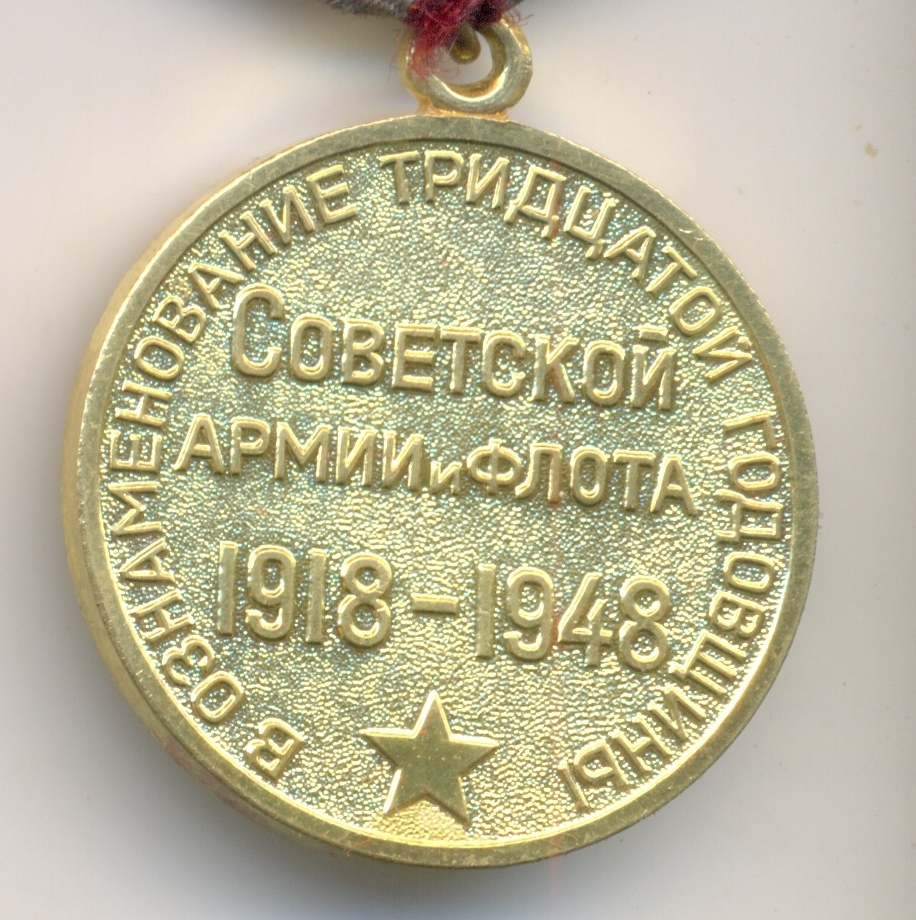 В ОЗНАМЕНОВАНИЕ ТРИДЦАТОЙ ГОДОВЩИНЫ
СОВЕТСКОЙ
АРМИИ и ФЛОТА
1918-1948